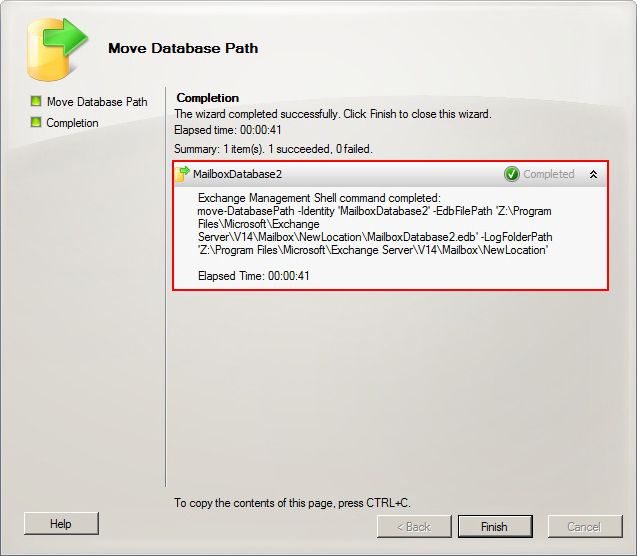 Move Database Path
Move Database Path
Completion
Completion
The wizard completed successfully. Click Finish to close this wizard.
Elapsed time: 00:00:41
Summary: 1 item(s). 1 succeeded, 0 failed.
MailboxDatabase2
Completed
Exchange Management Shell command completed:
move-DatabasePath -Identity 'MailboxDatabase2' -EdbFilePath 'Z:\Program
Files\Microsoft\Exchange
Server\V14\Mailbox\NewLocation\MailboxDatabase2.edb' -LogFolderPath
'Z:\Program Files\Microsoft\Exchange Server\V14\Mailbox\NewLocation'
Elapsed Time: 00:00:41
To copy the contents of this page, press CTRL+C.
Help
< Back
Finish
Cancel